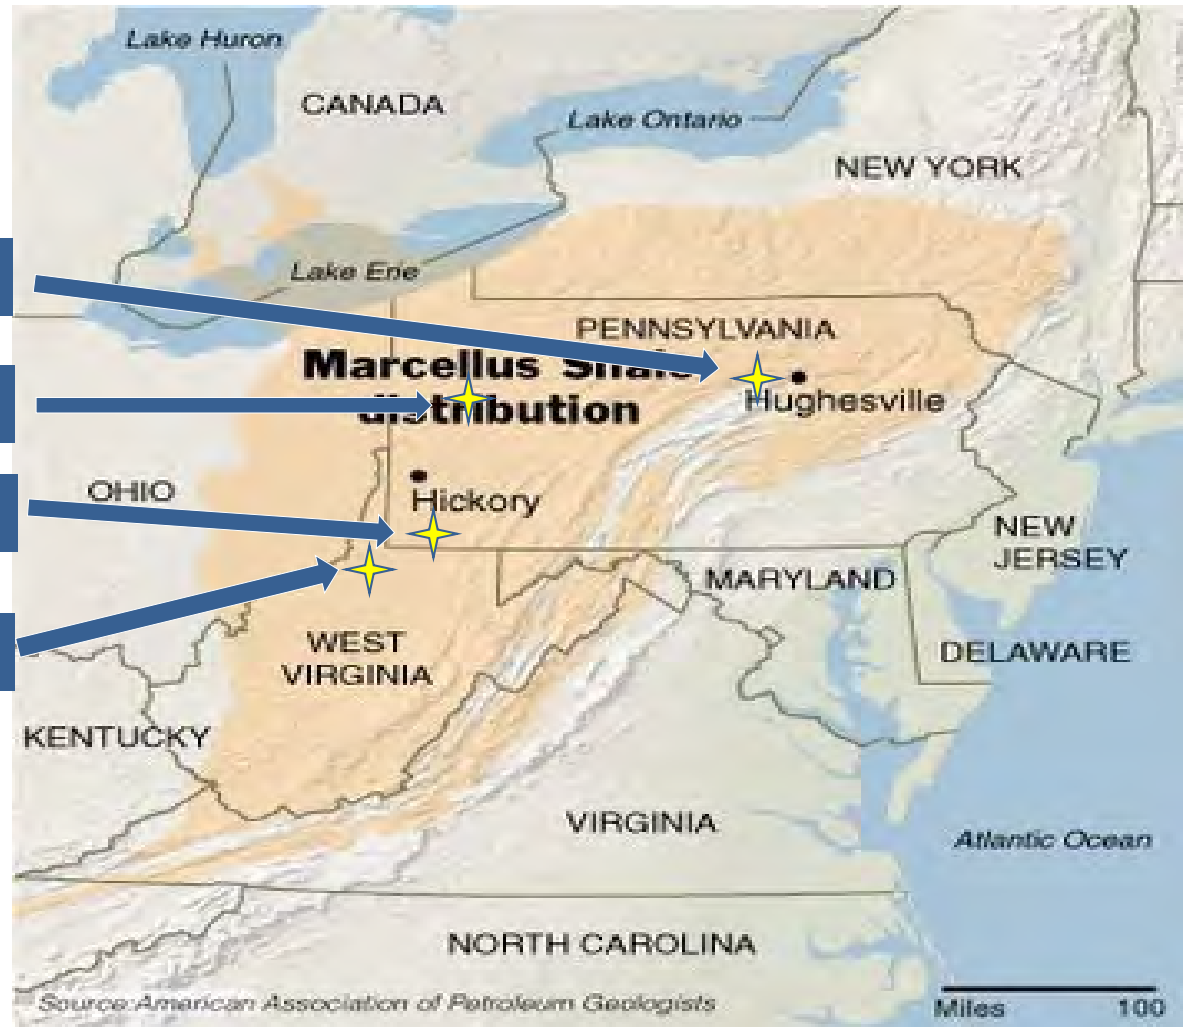 Lake Huron
CANADA
Lake Ontario
NEW YORK
Lake Erie
PENNSYLVANIA
Marcellus Shale
distribution
Hughesville
OHIO
Hickory
NEW
JERSEY
MARYLAND
WEST
VIRGINIA
DELAWARE
KENTUCKY
VIRGINIA
Atlantic Ocean
NORTH CAROLINA
Source:American Association of Petroleum Geologists
Miles 100